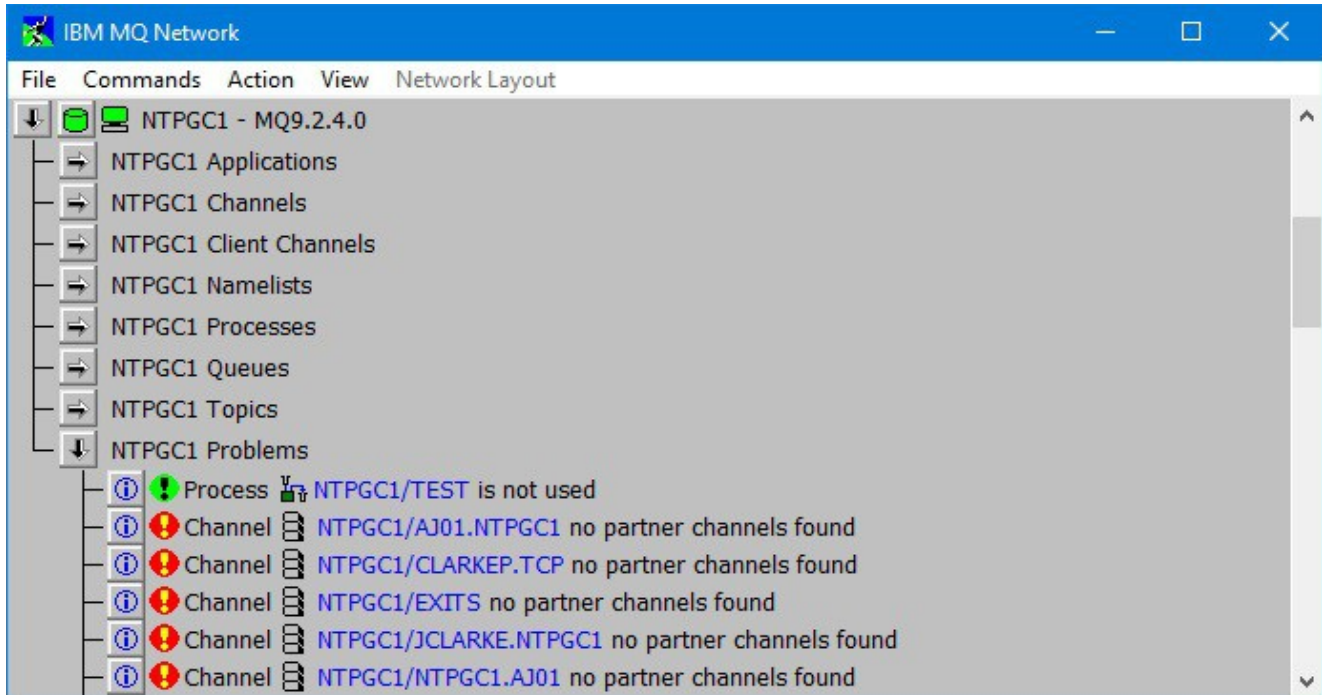 IBM MQ Network
File Commands Action View Network Layout
NTPGC1 - MQ9.2.4.0
NTPGC1 Applications
NTPGC1 Channels
NTPGC1 Client Channels
NTPGC1 Namelists
NTPGC1 Processes
NTPGC1 Queues
NTPGC1 Topics
NTPGC1 Problems
Process NTPGC1/TEST is not used
Channel NTPGC1/AJ01.NTPGC1 no partner channels found
Channel NTPGC1/CLARKEP.TCP no partner channels found
Channel NTPGC1/EXITS no partner channels found
Channel NTPGC1/JCLARKE.NTPGC1 no partner channels found
Channel NTPGC1/NTPGC1.AJ01 no partner channels found